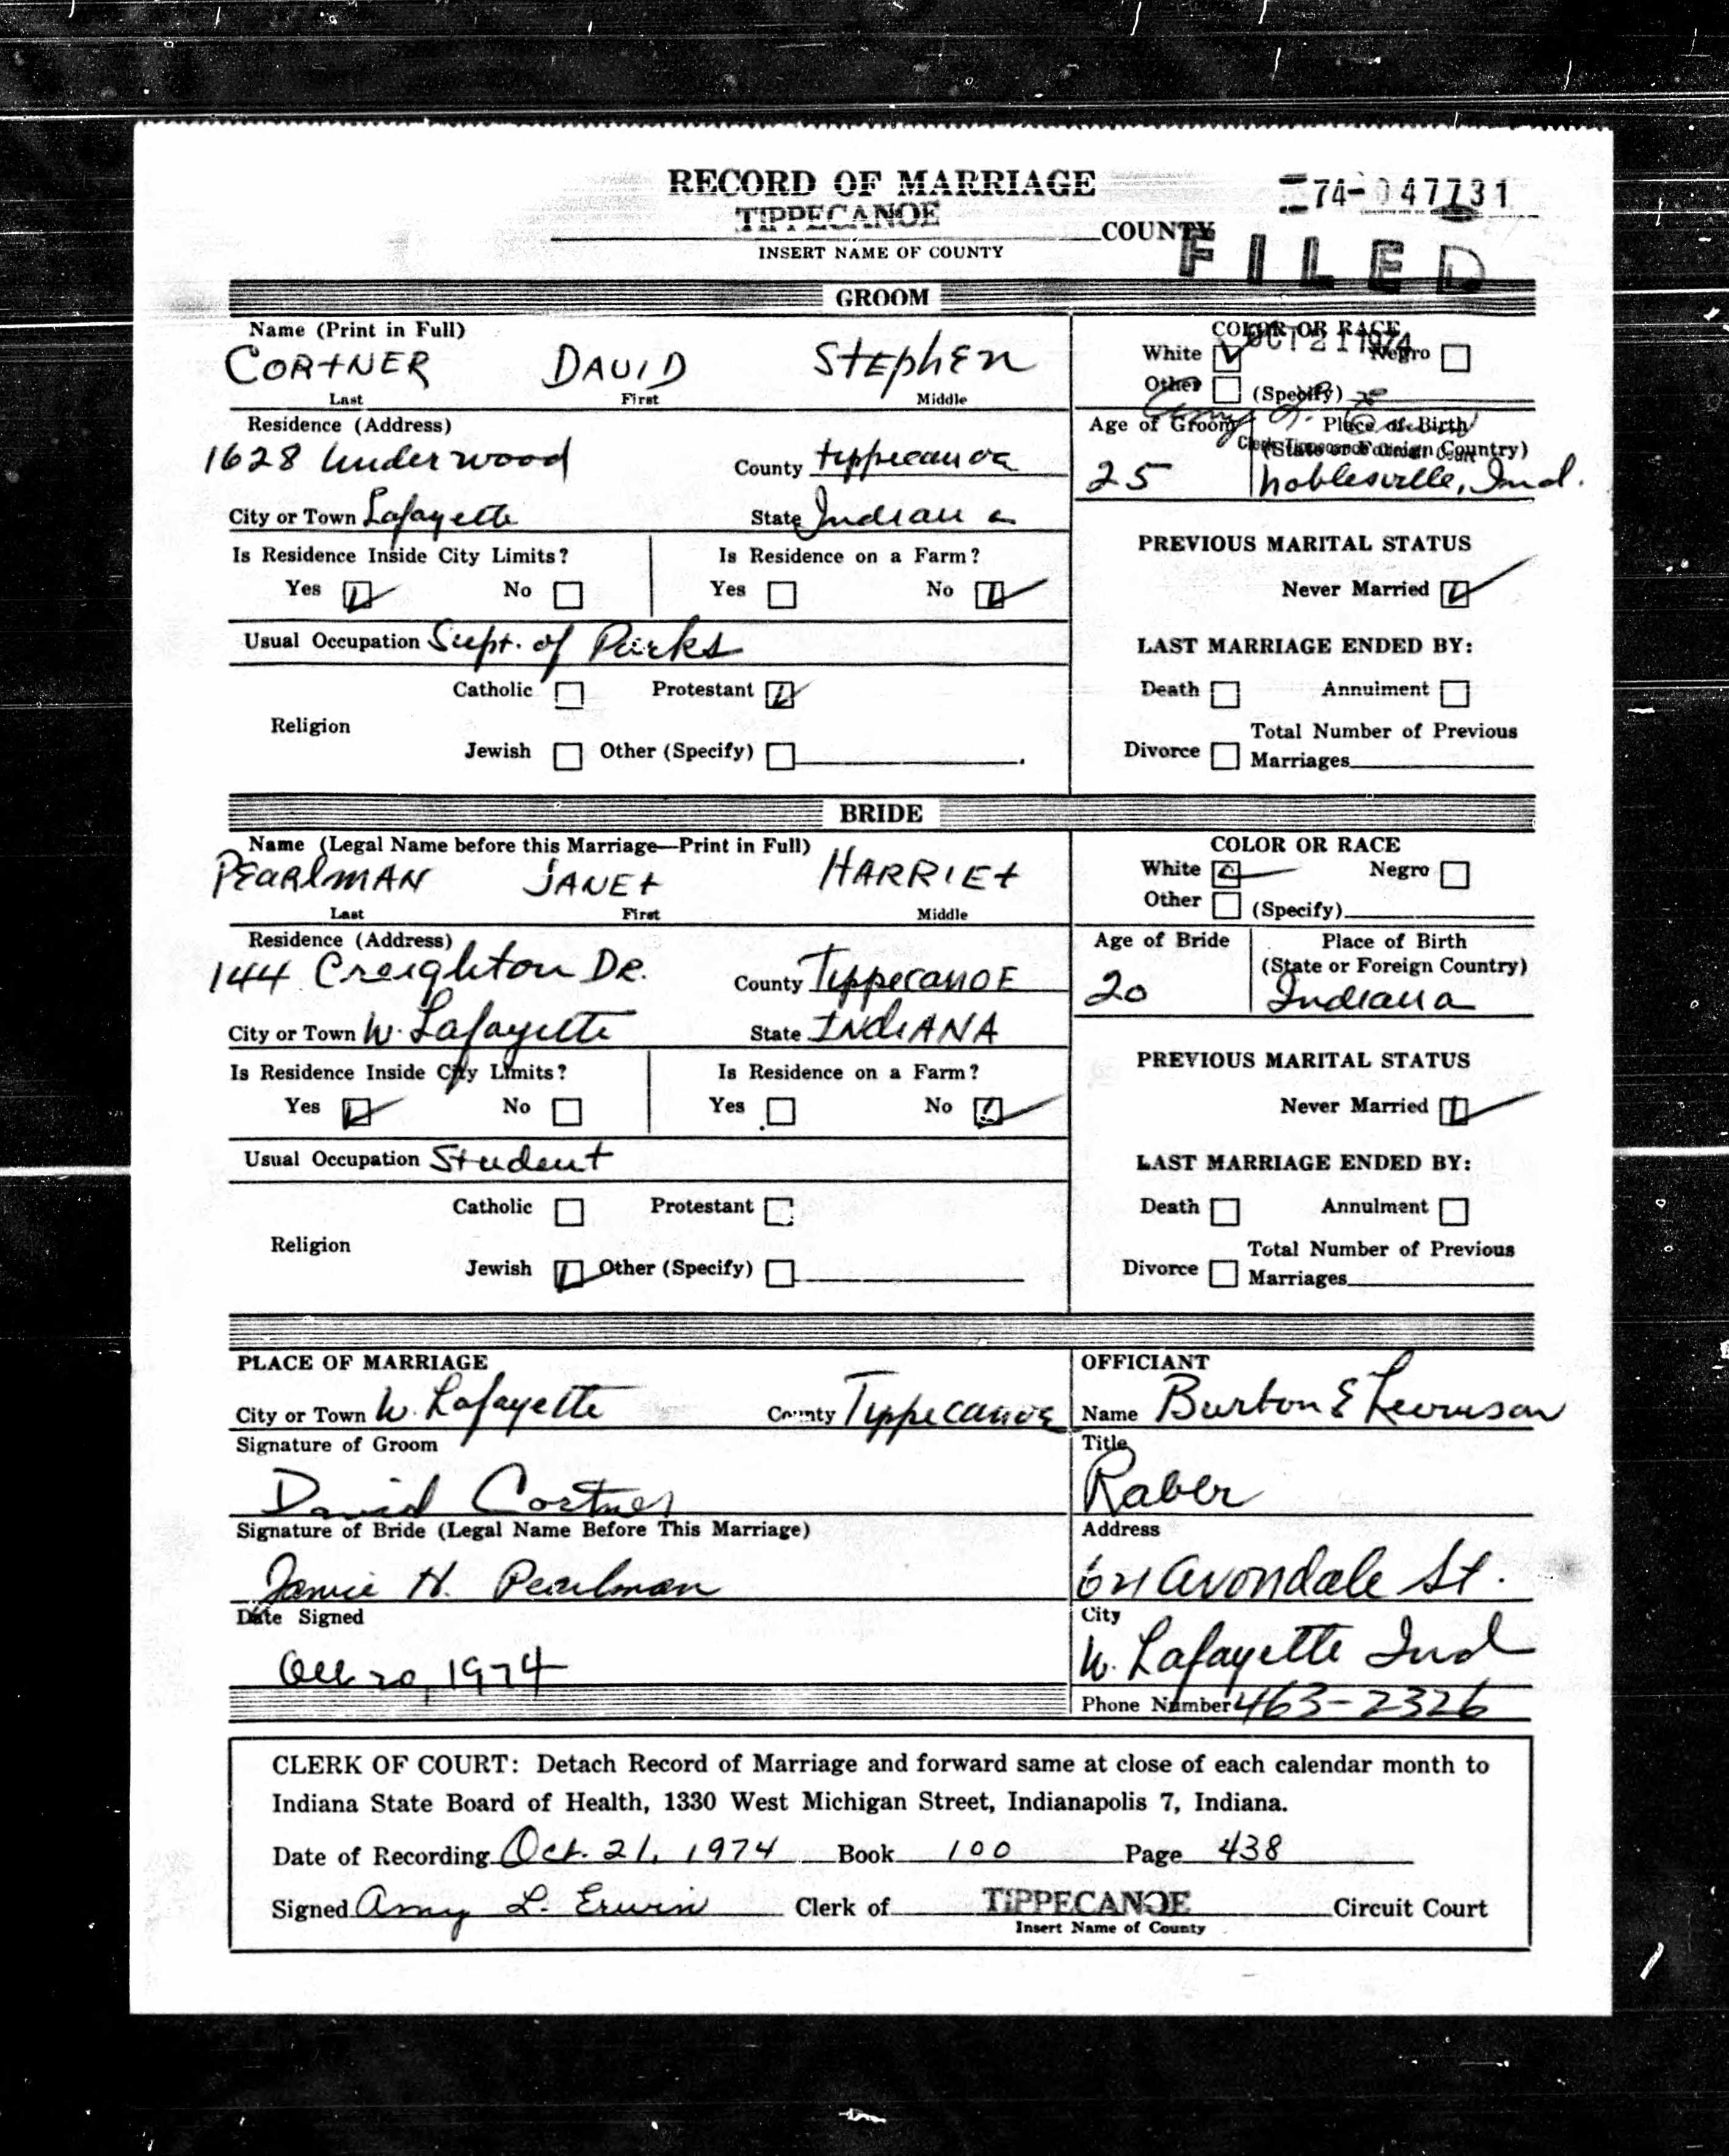 RECORD OF MARRIAGE
74-047731
TIPPECANOE COUNTY
INSERT NAME OF COUNTY
FILED
GROOM
Name (Print in Full)
CORtNER DAVID StEphEn
Last First Middle
COLOR OR RACE
OCT 21 1974
White Negro
Other (Specify)
Residence (Address)
1628 Underwood County tippecanoe
City or Town Lafayette State Indiana
Age of Groom Place of Birth
(State or Foreign Country)
25 Noblesville, Ind.
Is Residence Inside City Limits? Is Residence on a Farm?
Yes No Yes No
PREVIOUS MARITAL STATUS
Never Married
Usual Occupation Supt. of Parks
LAST MARRIAGE ENDED BY:
Catholic Protestant
Death Annulment
Religion
Jewish Other (Specify)
Total Number of Previous
Divorce Marriages
BRIDE
Name (Legal Name before this Marriage—Print in Full)
PEarlMAN JANEt HARRIEt
Last First Middle
COLOR OR RACE
White Negro
Other (Specify)
Residence (Address)
144 Creighton DR. County TippecanoE
City or Town W. Lafayette State INdiANA
Age of Bride Place of Birth
(State or Foreign Country)
20 Indiana
Is Residence Inside City Limits? Is Residence on a Farm?
Yes No Yes No
PREVIOUS MARITAL STATUS
Never Married
Usual Occupation Student
LAST MARRIAGE ENDED BY:
Catholic Protestant
Death Annulment
Religion
Jewish Other (Specify)
Total Number of Previous
Divorce Marriages
PLACE OF MARRIAGE
City or Town W. Lafayette County Tippecanoe
Signature of Groom
David Cortner
Signature of Bride (Legal Name Before This Marriage)
Janie H. Pearlman
Date Signed
Oct 20, 1974
OFFICIANT
Name Burton E Levinson
Title
Raber
Address
621 Avondale St.
City
W. Lafayette Ind
Phone Number 463-2326
CLERK OF COURT: Detach Record of Marriage and forward same at close of each calendar month to
Indiana State Board of Health, 1330 West Michigan Street, Indianapolis 7, Indiana.
Date of Recording Oct. 21, 1974 Book 100 Page 438
Signed Amy L. Erwin Clerk of TIPPECANOE Circuit Court
Insert Name of County